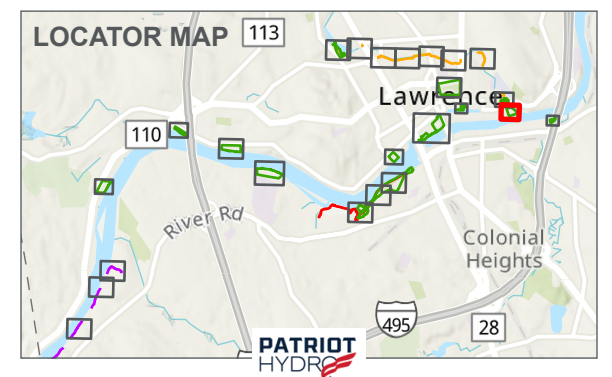 LOCATOR MAP
113
Lawrence
110
River Rd
Colonial
Heights
495
28
PATRIOT
HYDRO